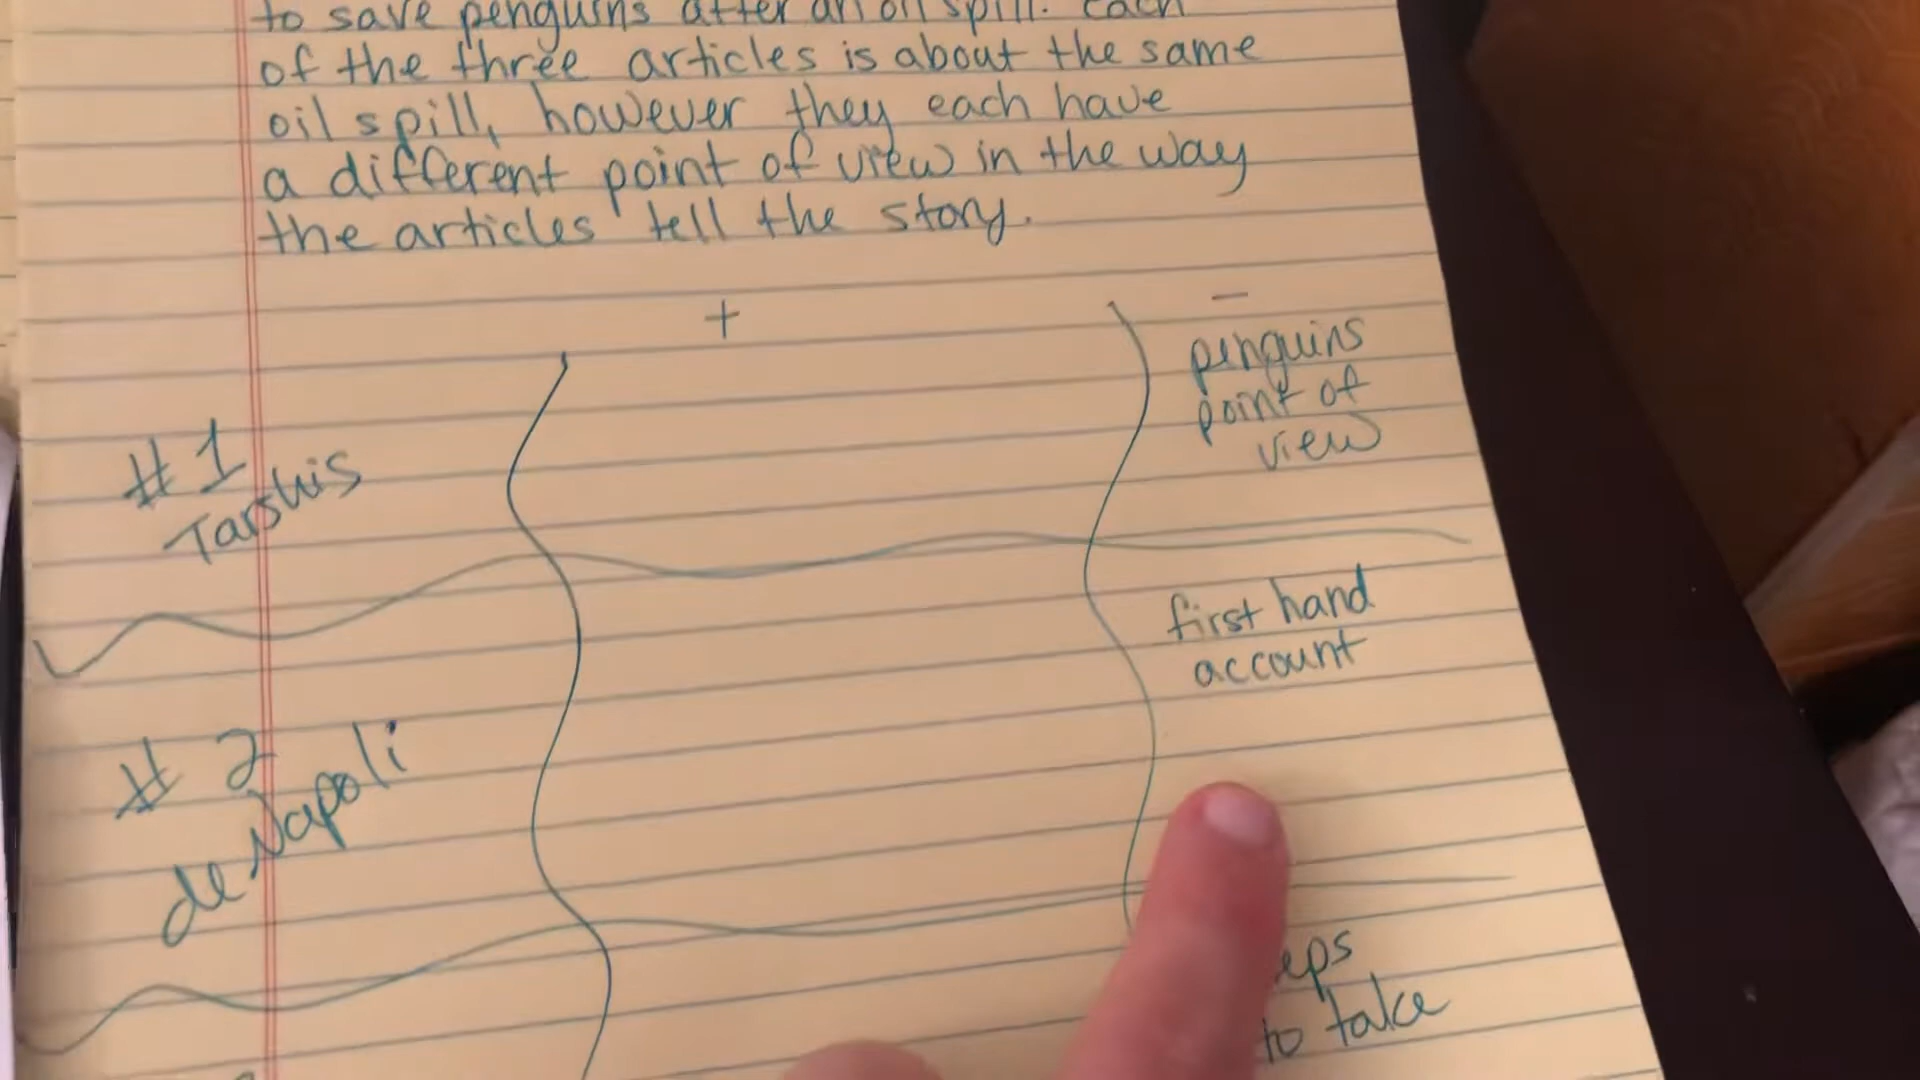 to save penguins after an oil spill. Each
of the three articles is about the same
oil spill, however they each have
a different point of view in the way
the articles tell the story.
+
-
#1
Tarshis
penguins
point of
view
#2
deNapoli
first hand
account
eps
to take